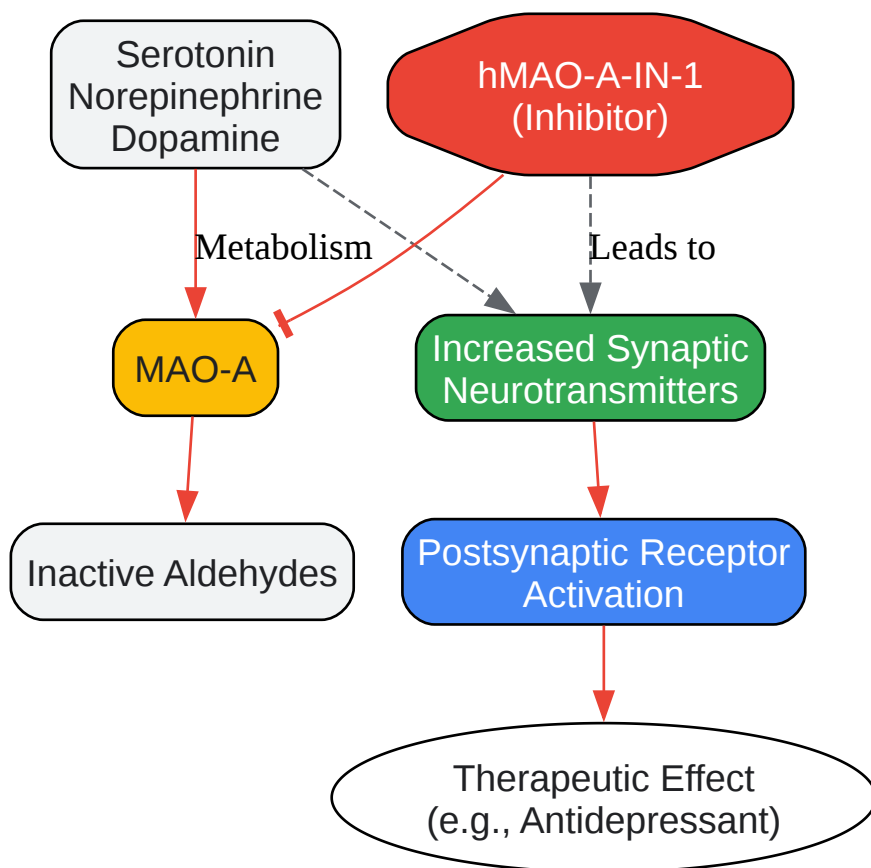 Serotonin
Norepinephrine
Dopamine
hMAO-A-IN-1
(Inhibitor)
Metabolism
Leads to
MAO-A
Increased Synaptic
Neurotransmitters
Inactive Aldehydes
Postsynaptic Receptor
Activation
Therapeutic Effect
(e.g., Antidepressant)